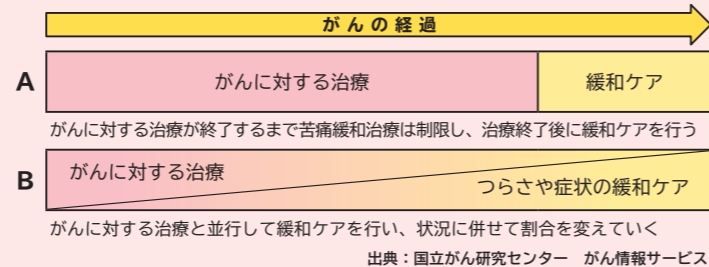 がんの経過
A
がんに対する治療
緩和ケア
がんに対する治療が終了するまで苦痛緩和治療は制限し、治療終了後に緩和ケアを行う
B
がんに対する治療
つらさや症状の緩和ケア
がんに対する治療と並行して緩和ケアを行い、状況に併せて割合を変えていく
出典：国立がん研究センター　がん情報サービス